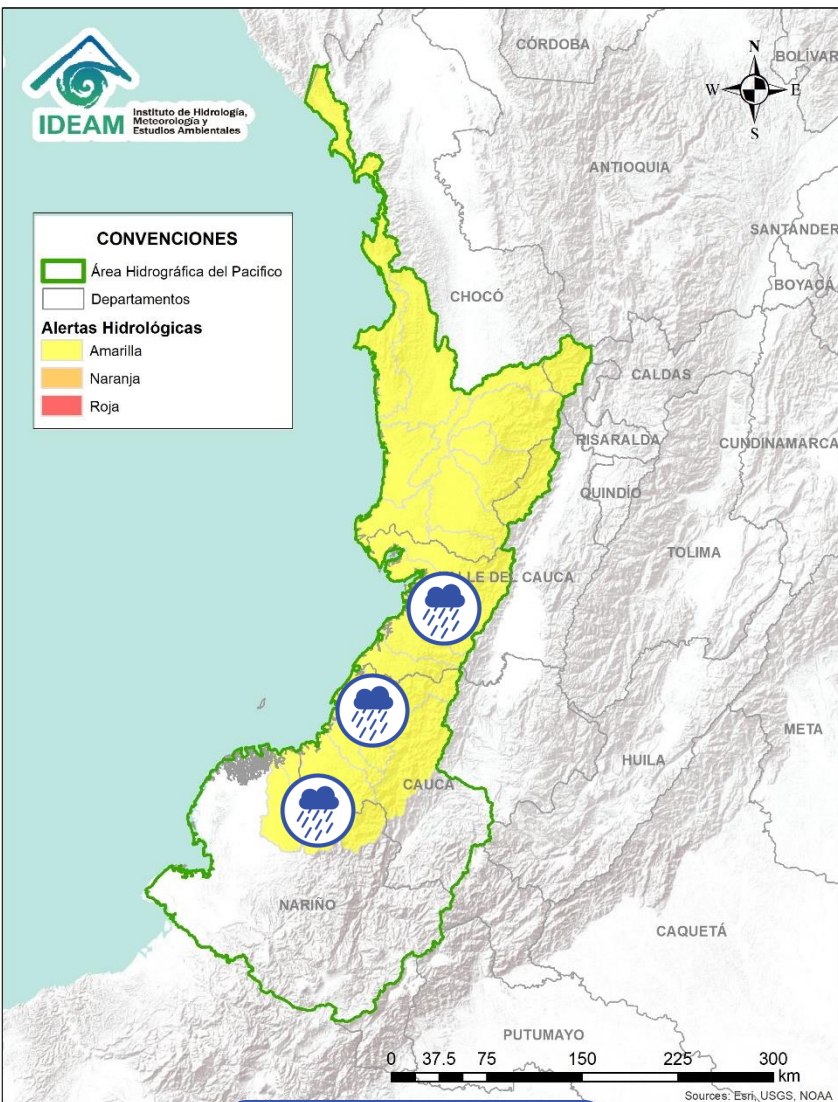 IDEAM
Instituto de Hidrología,
Meteorología y
Estudios Ambientales
CÓRDOBA
BOLÍVAR
N
W
E
S
ANTIOQUIA
SANTANDER
BOYACÁ
CONVENCIONES
Área Hidrográfica del Pacifico
Departamentos
Alertas Hidrológicas
Amarilla
Naranja
Roja
CHOCÓ
CALDAS
RISARALDA
CUNDINAMARCA
QUINDÍO
TOLIMA
LLE DEL CAUCA
META
HUILA
CAUCA
NARIÑO
CAQUETÁ
PUTUMAYO
0 37.5 75 150 225 300
km
Sources: Esri, USGS, NOAA